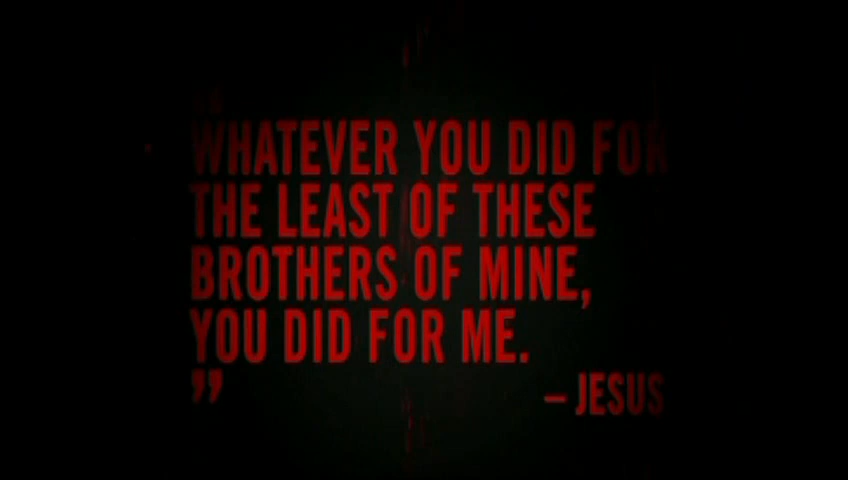 WHATEVER YOU DID FOR
THE LEAST OF THESE
BROTHERS OF MINE,
YOU DID FOR ME.
” – JESUS